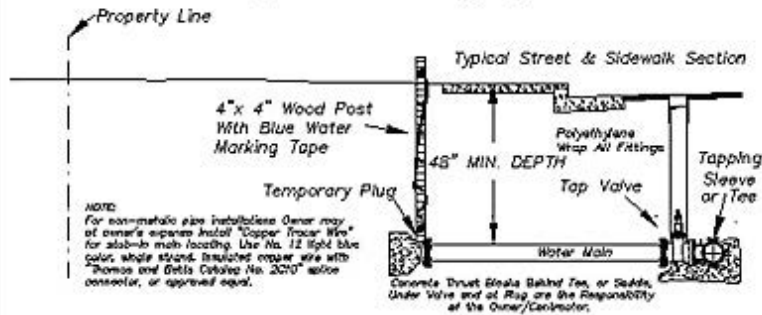 Property Line
Typical Street & Sidewalk Section
4"x 4" Wood Post
With Blue Water
Marking Tape
Polyethylene
Wrap All Fittings
48" MIN. DEPTH
Tapping
Sleeve
or Tee
Temporary Plug
Tap Valve
NOTE:
For non-metallic pipe installations Owner may
at owner's expense install "Copper Tracer Wire"
for stub-in main locating. Use No. 12 light blue
color, single strand, insulated copper wire with
"Thomas and Betts Catalog No. 2C10" splice
connector, or approved equal.
Water Main
Concrete Thrust Blocks Behind Tee, or Saddle,
Under Valve and at Plug are the Responsibility
of the Owner/Contractor.